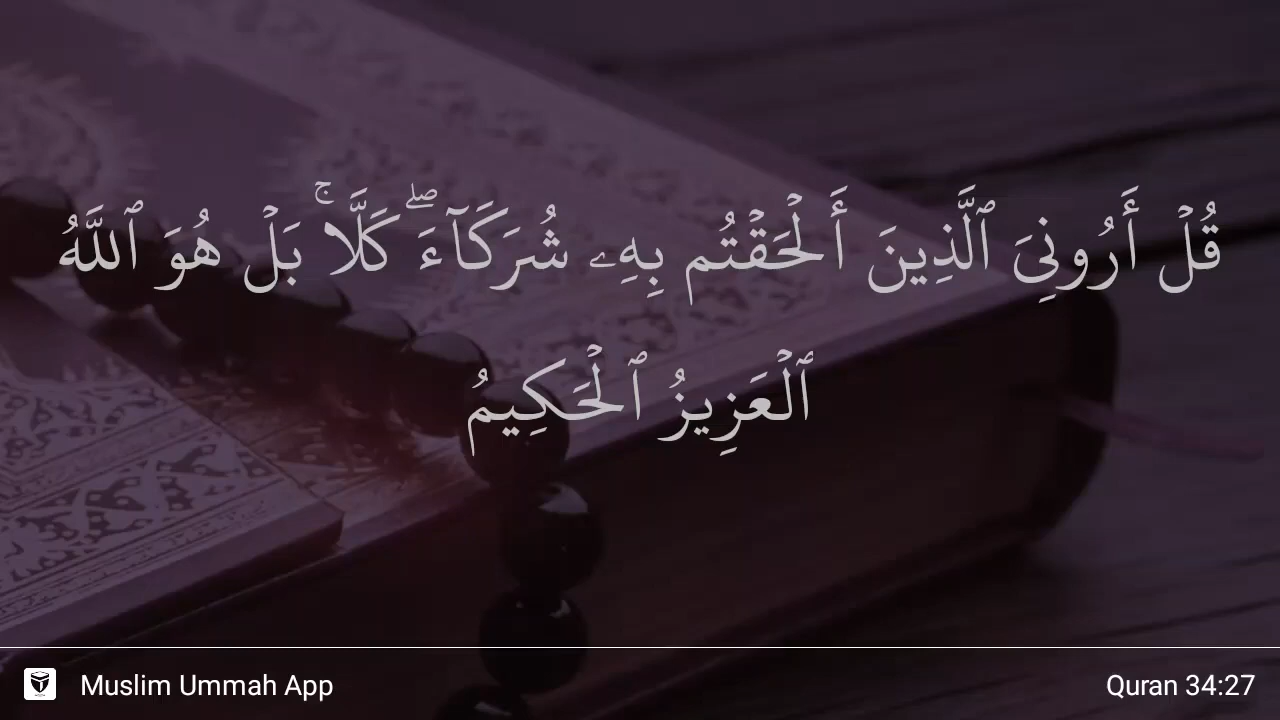 قُلْ أَرُونِىَ ٱلَّذِينَ أَلْحَقْتُم بِهِۦ شُرَكَآءَ ۖ كَلَّا ۚ بَلْ هُوَ ٱللَّهُ
ٱلْعَزِيزُ ٱلْحَكِيمُ
Muslim Ummah App
Quran 34:27